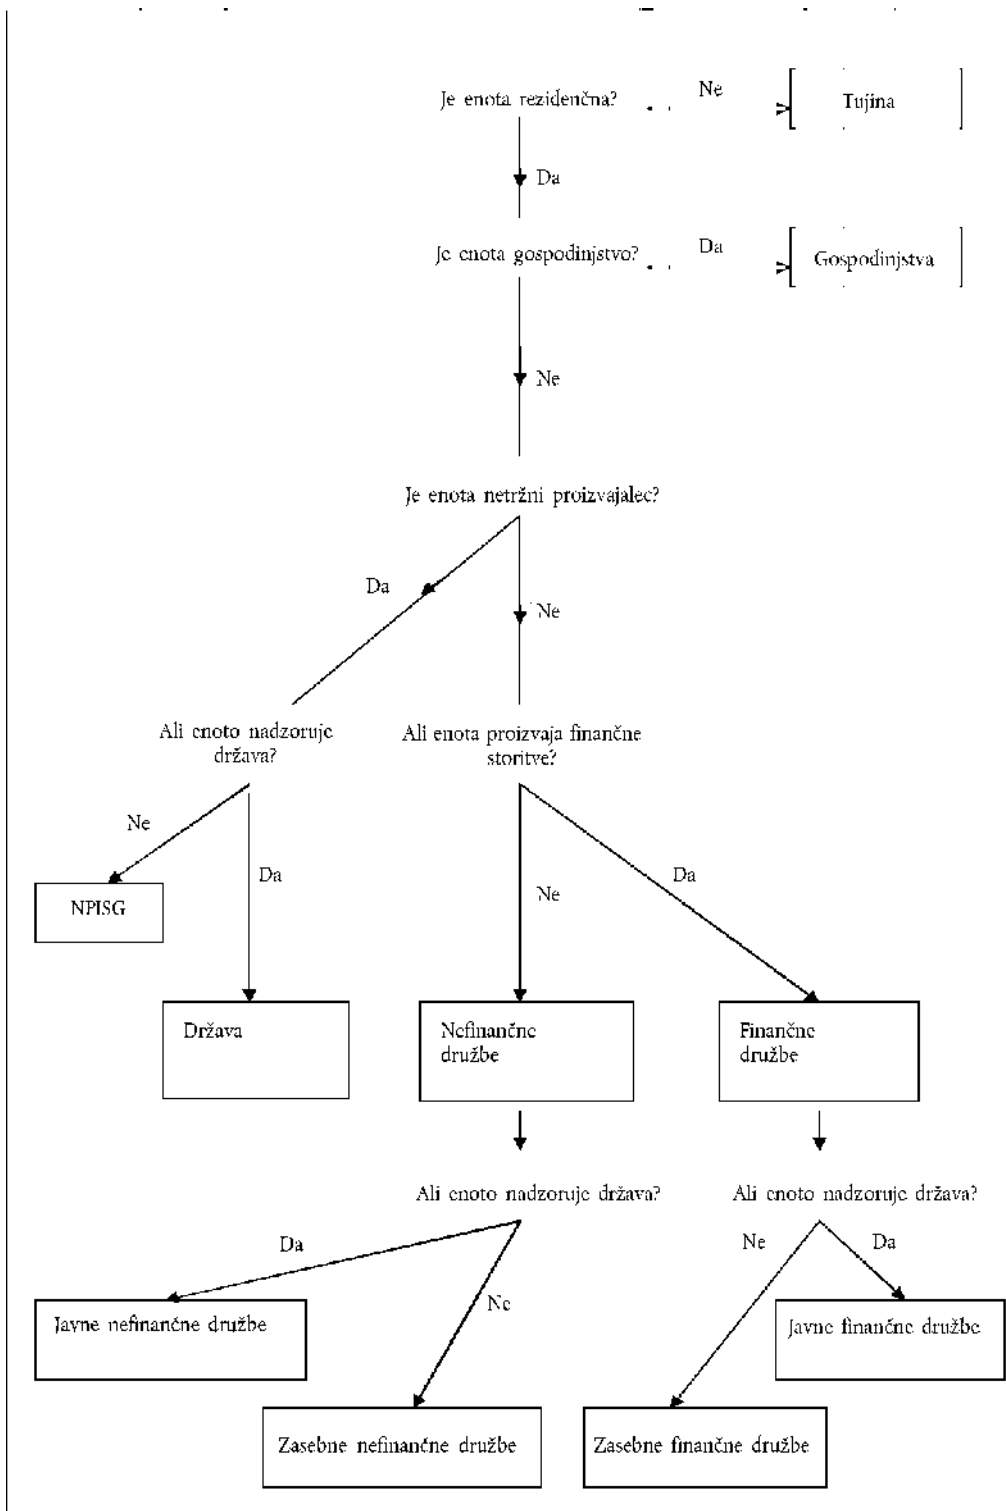 Je enota rezidenčna?
Ne
Tujina
Da
Je enota gospodinjstvo?
Da
Gospodinjstva
Ne
Je enota netržni proizvajalec?
Da
Ne
Ali enoto nadzoruje
država?
Ali enota proizvaja finančne
storitve?
Ne
Da
Ne
Da
NPISG
Država
Nefinančne
družbe
Finančne
družbe
Ali enoto nadzoruje država?
Ali enoto nadzoruje država?
Da
Ne
Ne
Da
Javne nefinančne družbe
Javne finančne družbe
Zasebne nefinančne družbe
Zasebne finančne družbe